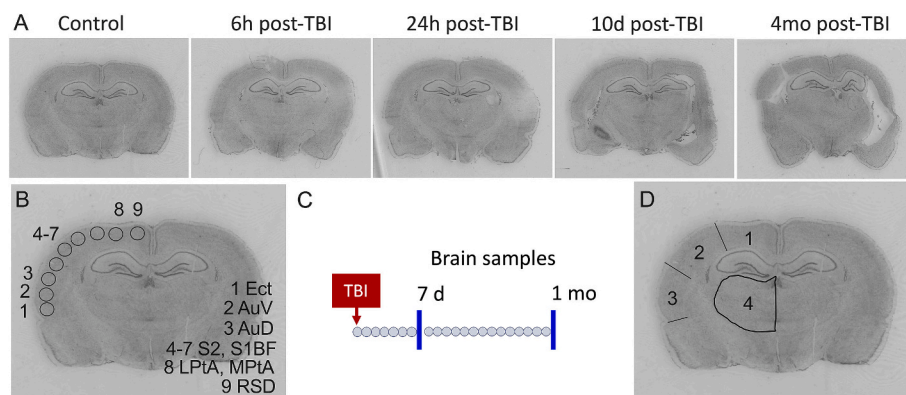 A
Control
6h post-TBI
24h post-TBI
10d post-TBI
4mo post-TBI
B
8 9
4-7
3
2
1
1 Ect
2 AuV
3 AuD
4-7 S2, S1BF
8 LPtA, MPtA
9 RSD
C
Brain samples
TBI
7 d
1 mo
D
1
2
3
4